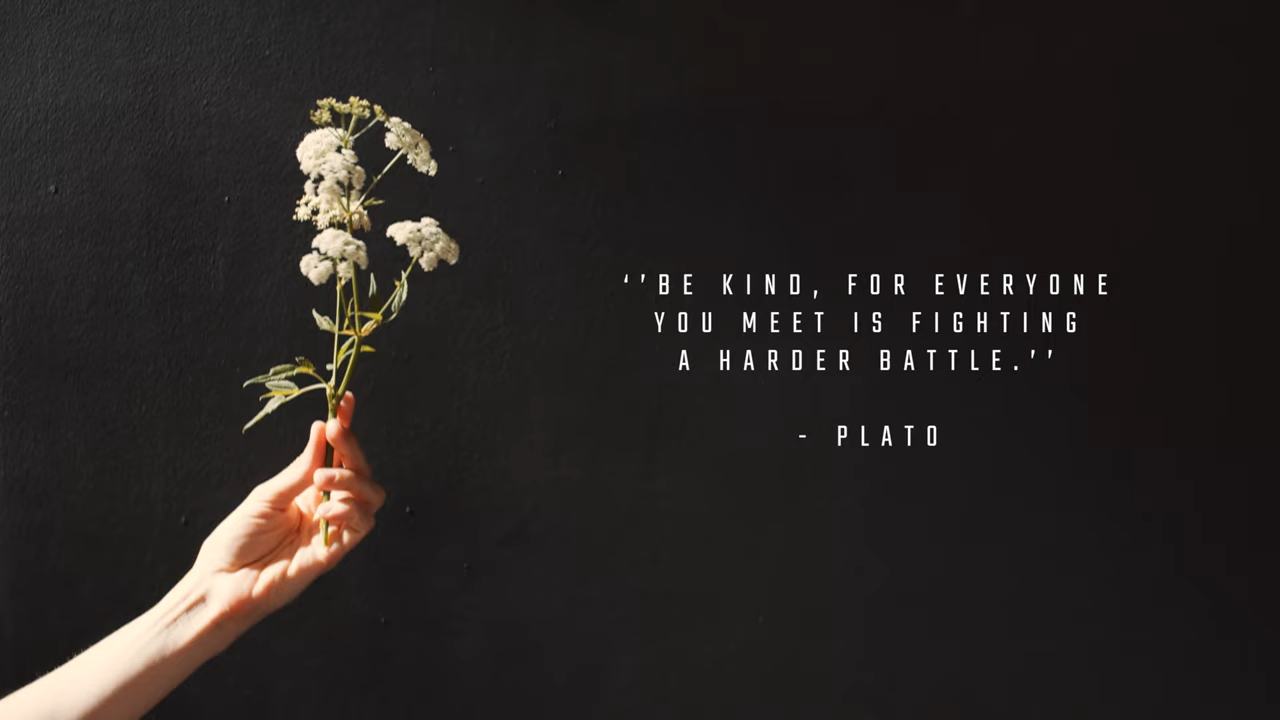 ‘’BE KIND, FOR EVERYONE
YOU MEET IS FIGHTING
A HARDER BATTLE.’’
- PLATO